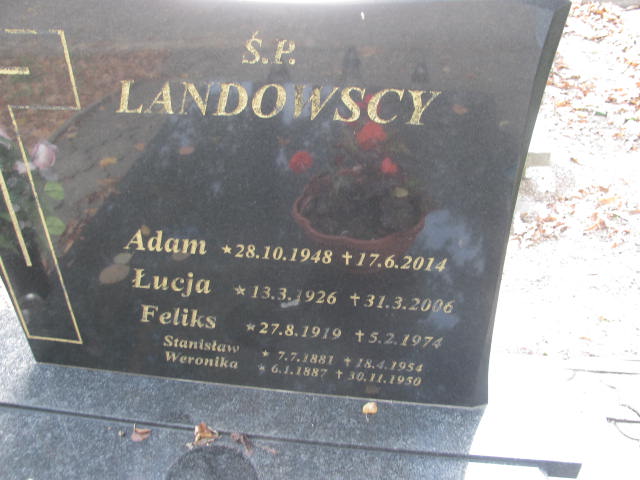 Ś.P.
LANDOWSCY
Adam ★28.10.1948 ✝17.6.2014
Łucja ★13.3.1926 ✝31.3.2006
Feliks ★27.8.1919 ✝5.2.1974
Stanisław ★ 7.7.1881 ✝18.4.1954
Weronika ★ 6.1.1887 ✝30.11.1950